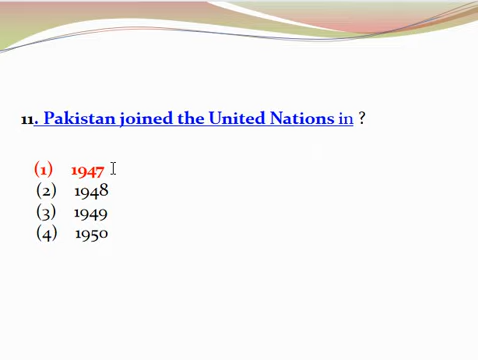 11. Pakistan joined the United Nations in ?
(1) 1947
(2) 1948
(3) 1949
(4) 1950